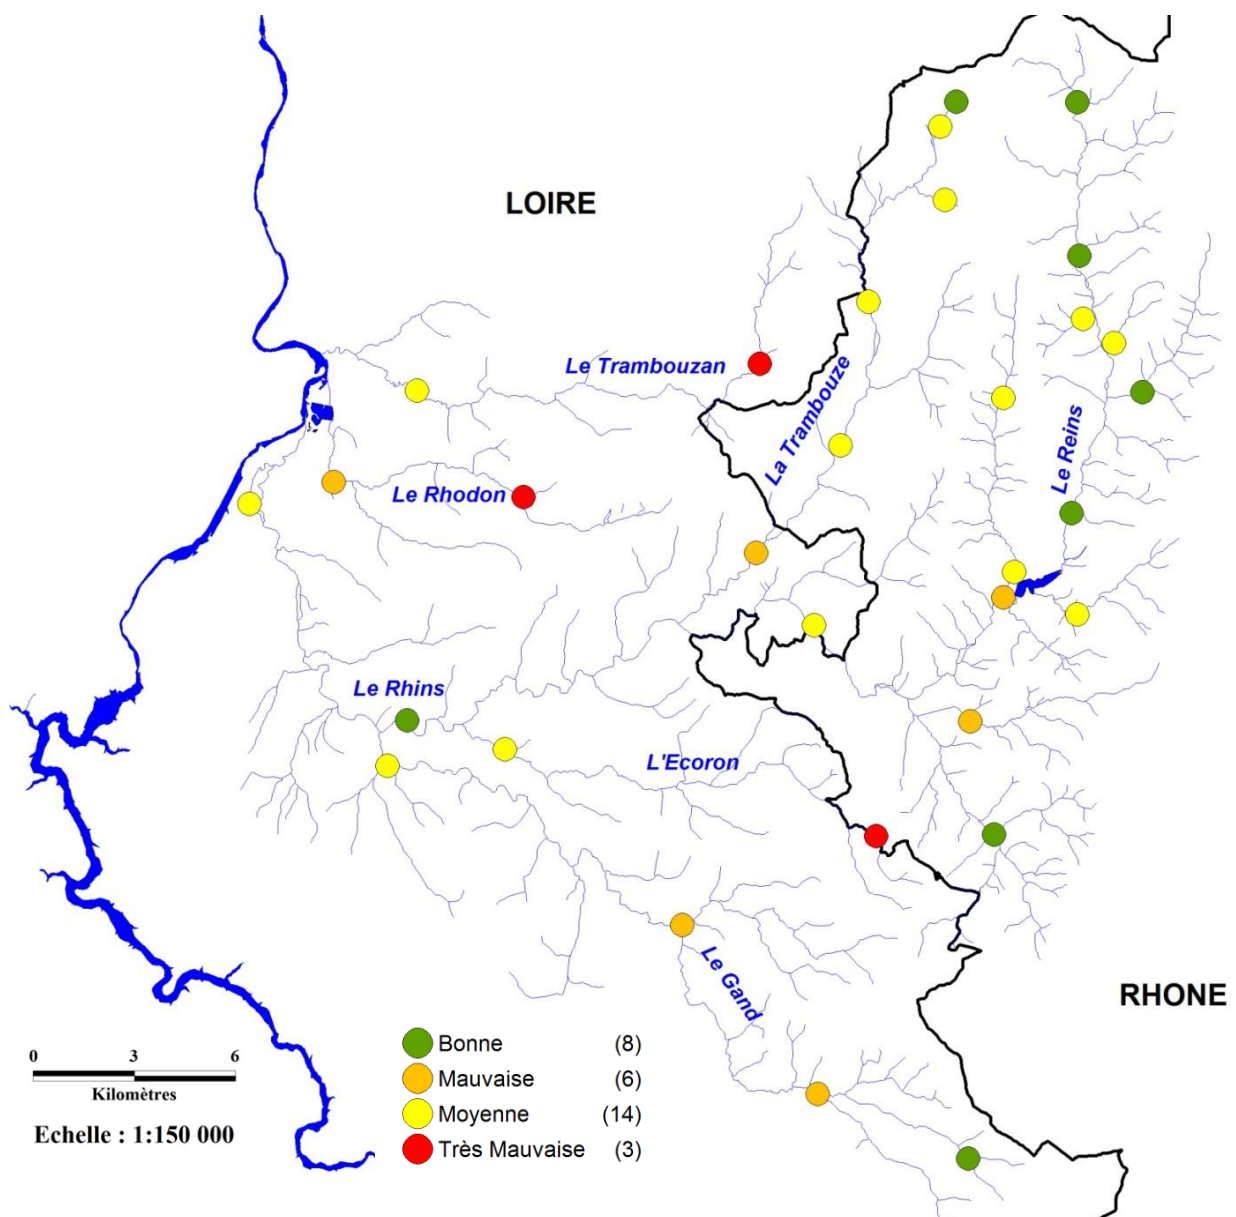 LOIRE
Le Trambouzan
La Trambouze
Le Reins
Le Rhodon
Le Rhins
L'Ecoron
Le Gand
RHONE
0 3 6
Kilomètres
Echelle : 1:150 000
Bonne (8)
Mauvaise (6)
Moyenne (14)
Très Mauvaise (3)